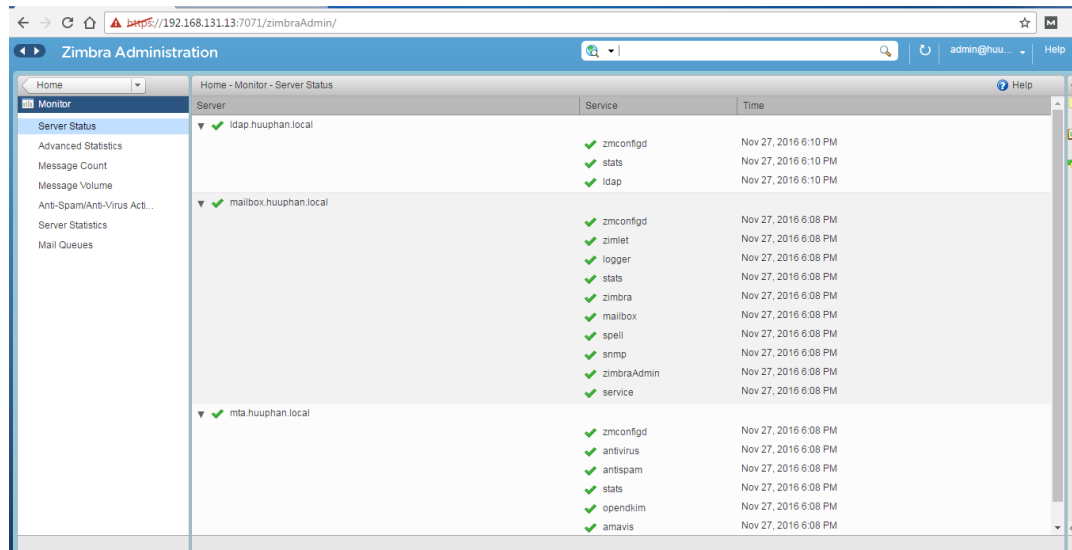 https://192.168.131.13:7071/zimbraAdmin/
Zimbra Administration
admin@huu... Help
Home
Home - Monitor - Server Status
Help
Monitor
Server Service Time
Server Status
Advanced Statistics
Message Count
Message Volume
Anti-Spam/Anti-Virus Acti...
Server Statistics
Mail Queues
ldap.huuphan.local
zmconfigd Nov 27, 2016 6:10 PM
stats Nov 27, 2016 6:10 PM
ldap Nov 27, 2016 6:10 PM
mailbox.huuphan.local
zmconfigd Nov 27, 2016 6:08 PM
zimlet Nov 27, 2016 6:08 PM
logger Nov 27, 2016 6:08 PM
stats Nov 27, 2016 6:08 PM
zimbra Nov 27, 2016 6:08 PM
mailbox Nov 27, 2016 6:08 PM
spell Nov 27, 2016 6:08 PM
snmp Nov 27, 2016 6:08 PM
zimbraAdmin Nov 27, 2016 6:08 PM
service Nov 27, 2016 6:08 PM
mta.huuphan.local
zmconfigd Nov 27, 2016 6:08 PM
antivirus Nov 27, 2016 6:08 PM
antispam Nov 27, 2016 6:08 PM
stats Nov 27, 2016 6:08 PM
opendkim Nov 27, 2016 6:08 PM
amavis Nov 27, 2016 6:08 PM